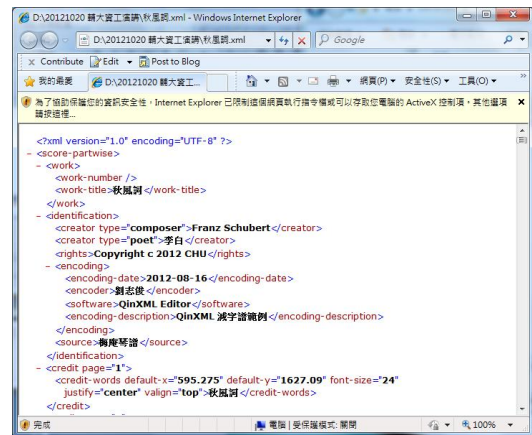 D:\20121020 輔大資工演講\秋風詞.xml - Windows Internet Explorer
D:\20121020 輔大資工演講\秋風詞.xml
Google
x Contribute Edit Post to Blog
我的最愛 D:\20121020 輔大資工... 網頁(P) 安全性(S) 工具(O) »
為了協助保護您的資訊安全性，Internet Explorer 已限制這個網頁執行指令檔或可以存取您電腦的 ActiveX 控制項。其他選項
請按這裡...
<?xml version="1.0" encoding="UTF-8" ?>
- <score-partwise>
- <work>
<work-number />
<work-title>秋風詞</work-title>
</work>
- <identification>
<creator type="composer">Franz Schubert</creator>
<creator type="poet">李白</creator>
<rights>Copyright c 2012 CHU</rights>
- <encoding>
<encoding-date>2012-08-16</encoding-date>
<encoder>劉志俊</encoder>
<software>QinXML Editor</software>
<encoding-description>QinXML 減字譜範例</encoding-description>
</encoding>
<source>梅庵琴譜</source>
</identification>
- <credit page="1">
<credit-words default-x="595.275" default-y="1627.09" font-size="24"
justify="center" valign="top">秋風詞</credit-words>
</credit>
完成 電腦 | 受保護模式: 關閉 100%